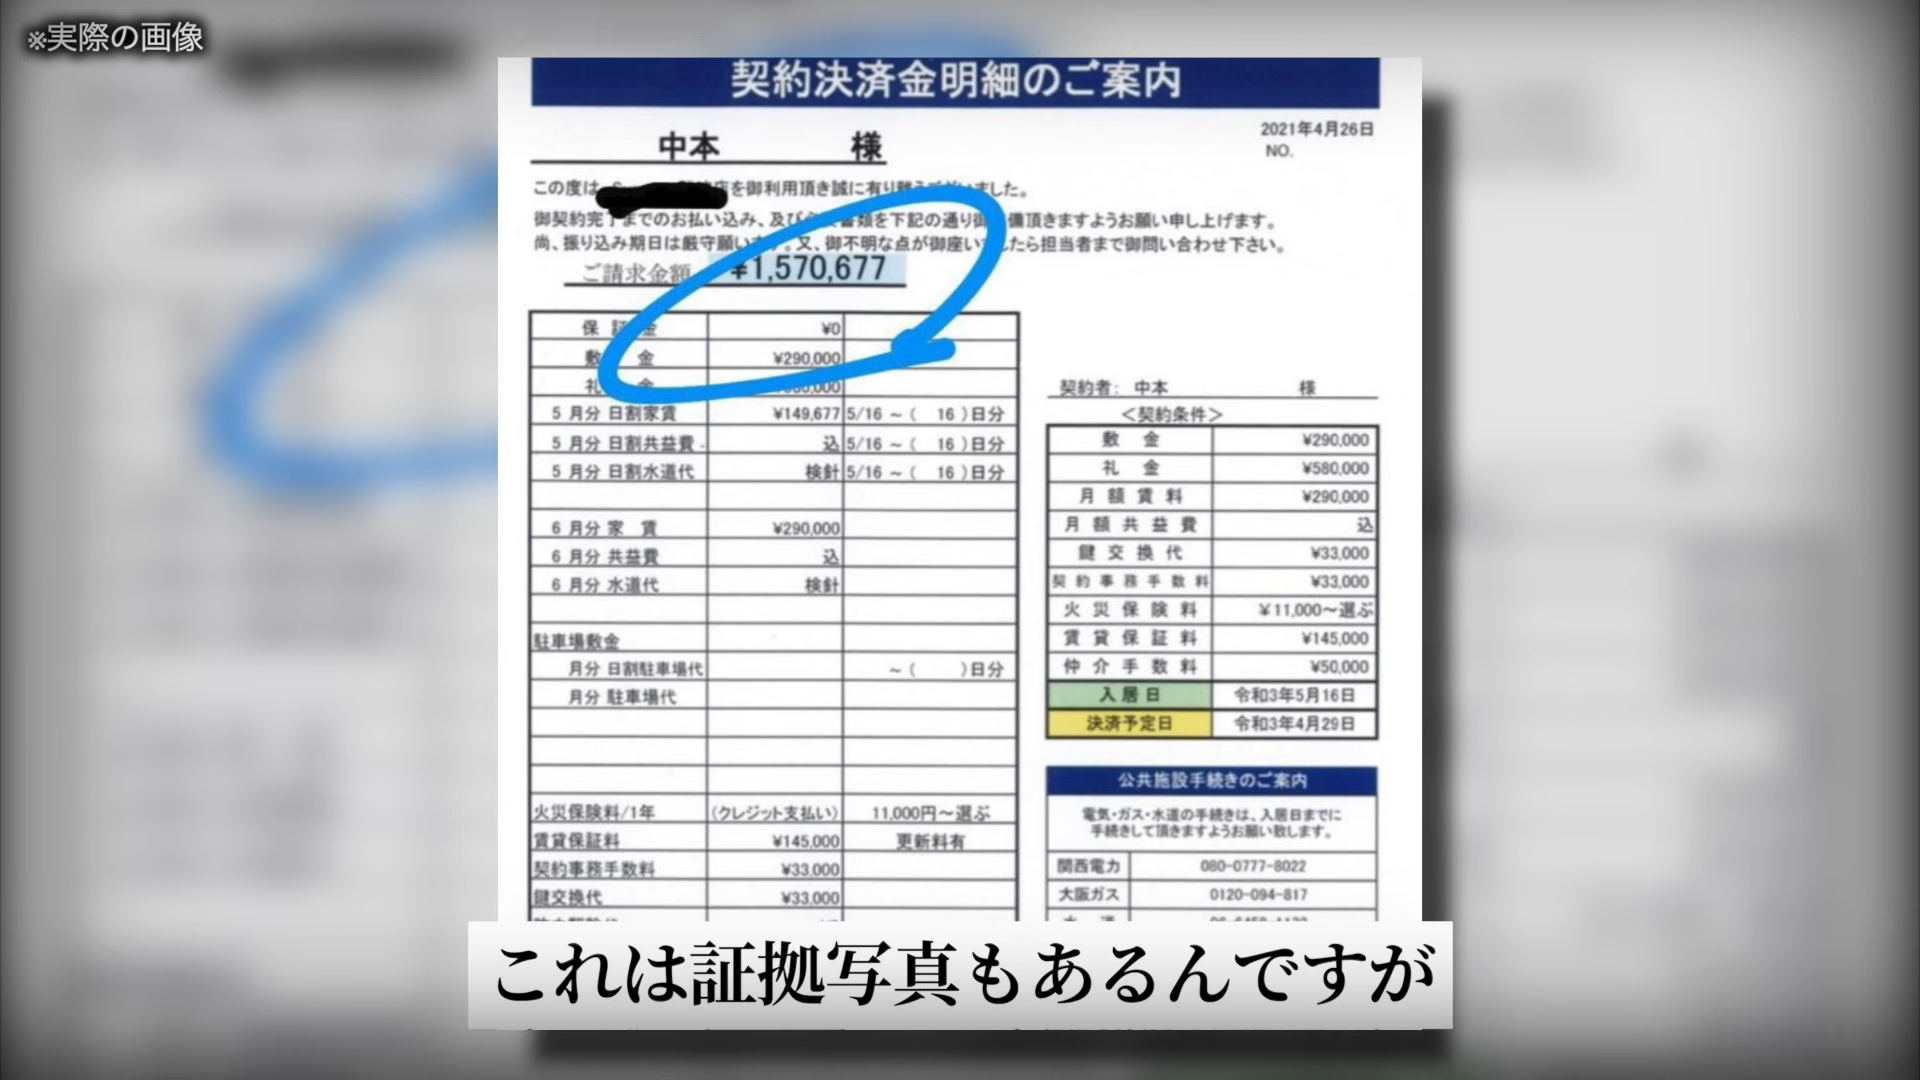 ※実際の画像
契約決済金明細のご案内
中本 様
2021年4月26日
NO.
この度は 店を御利用頂き誠に有り難うございました。
御契約完了までのお払い込み、及び必要書類を下記の通り御準備頂きますようお願い申し上げます。
尚、振り込み期日は厳守願います。又、御不明な点が御座いましたら担当者まで御問い合わせ下さい。
ご請求金額 ¥1,570,677
保証金 ¥0
敷金 ¥290,000
礼金
5月分 日割家賃 ¥149,677 5/16 ~ ( 16 )日分
5月分 日割共益費 - 込 5/16 ~ ( 16 )日分
5月分 日割水道代 検針 5/16 ~ ( 16 )日分
6月分 家賃 ¥290,000
6月分 共益費 込
6月分 水道代 検針
駐車場敷金
月分 日割駐車場代 ~ ( )日分
月分 駐車場代
火災保険料/1年 (クレジット支払い) 11,000円~選ぶ
賃貸保証料 ¥145,000 更新料有
契約事務手数料 ¥33,000
鍵交換代 ¥33,000
契約者: 中本 様
<契約条件>
敷金 ¥290,000
礼金 ¥580,000
月額賃料 ¥290,000
月額共益費 込
鍵交換代 ¥33,000
契約事務手数料 ¥33,000
火災保険料 ¥11,000~選ぶ
賃貸保証料 ¥145,000
仲介手数料 ¥50,000
入居日 令和3年5月16日
決済予定日 令和3年4月29日
公共施設手続きのご案内
電気・ガス・水道の手続きは、入居日までに
手続きして頂きますようお願い致します。
関西電力 080-0777-8022
大阪ガス 0120-094-817
これは証拠写真もあるんですが